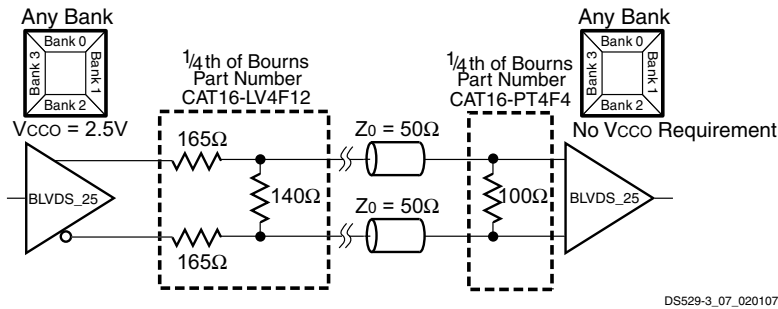 Any Bank
Bank 0
Bank 3
Bank 1
Bank 2
VCCO = 2.5V
1/4th of Bourns
Part Number
CAT16-LV4F12
165Ω
140Ω
165Ω
BLVDS_25
Z0 = 50Ω
Z0 = 50Ω
1/4th of Bourns
Part Number
CAT16-PT4F4
100Ω
Any Bank
Bank 0
Bank 3
Bank 1
Bank 2
No VCCO Requirement
BLVDS_25
DS529-3_07_020107